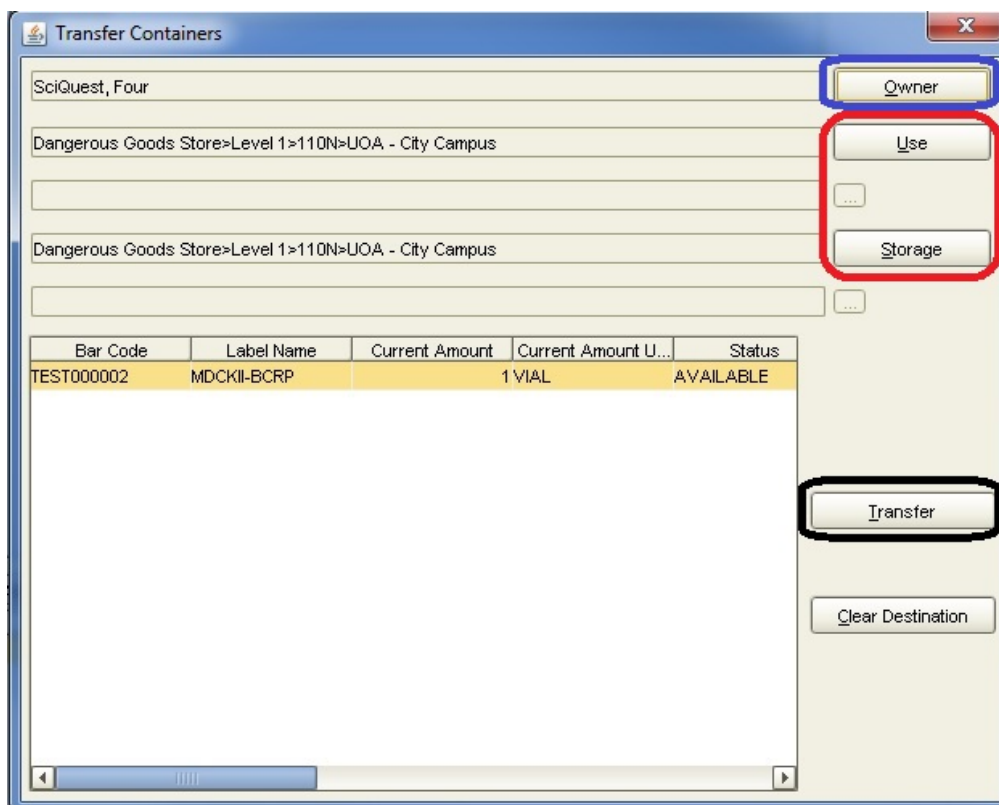 Transfer Containers
SciQuest, Four
Owner
Dangerous Goods Store>Level 1>110N>UOA - City Campus
Use
...
Dangerous Goods Store>Level 1>110N>UOA - City Campus
Storage
...
Bar Code Label Name Current Amount Current Amount U... Status
TEST000002 MDCKII-BCRP 1 VIAL AVAILABLE
Transfer
Clear Destination